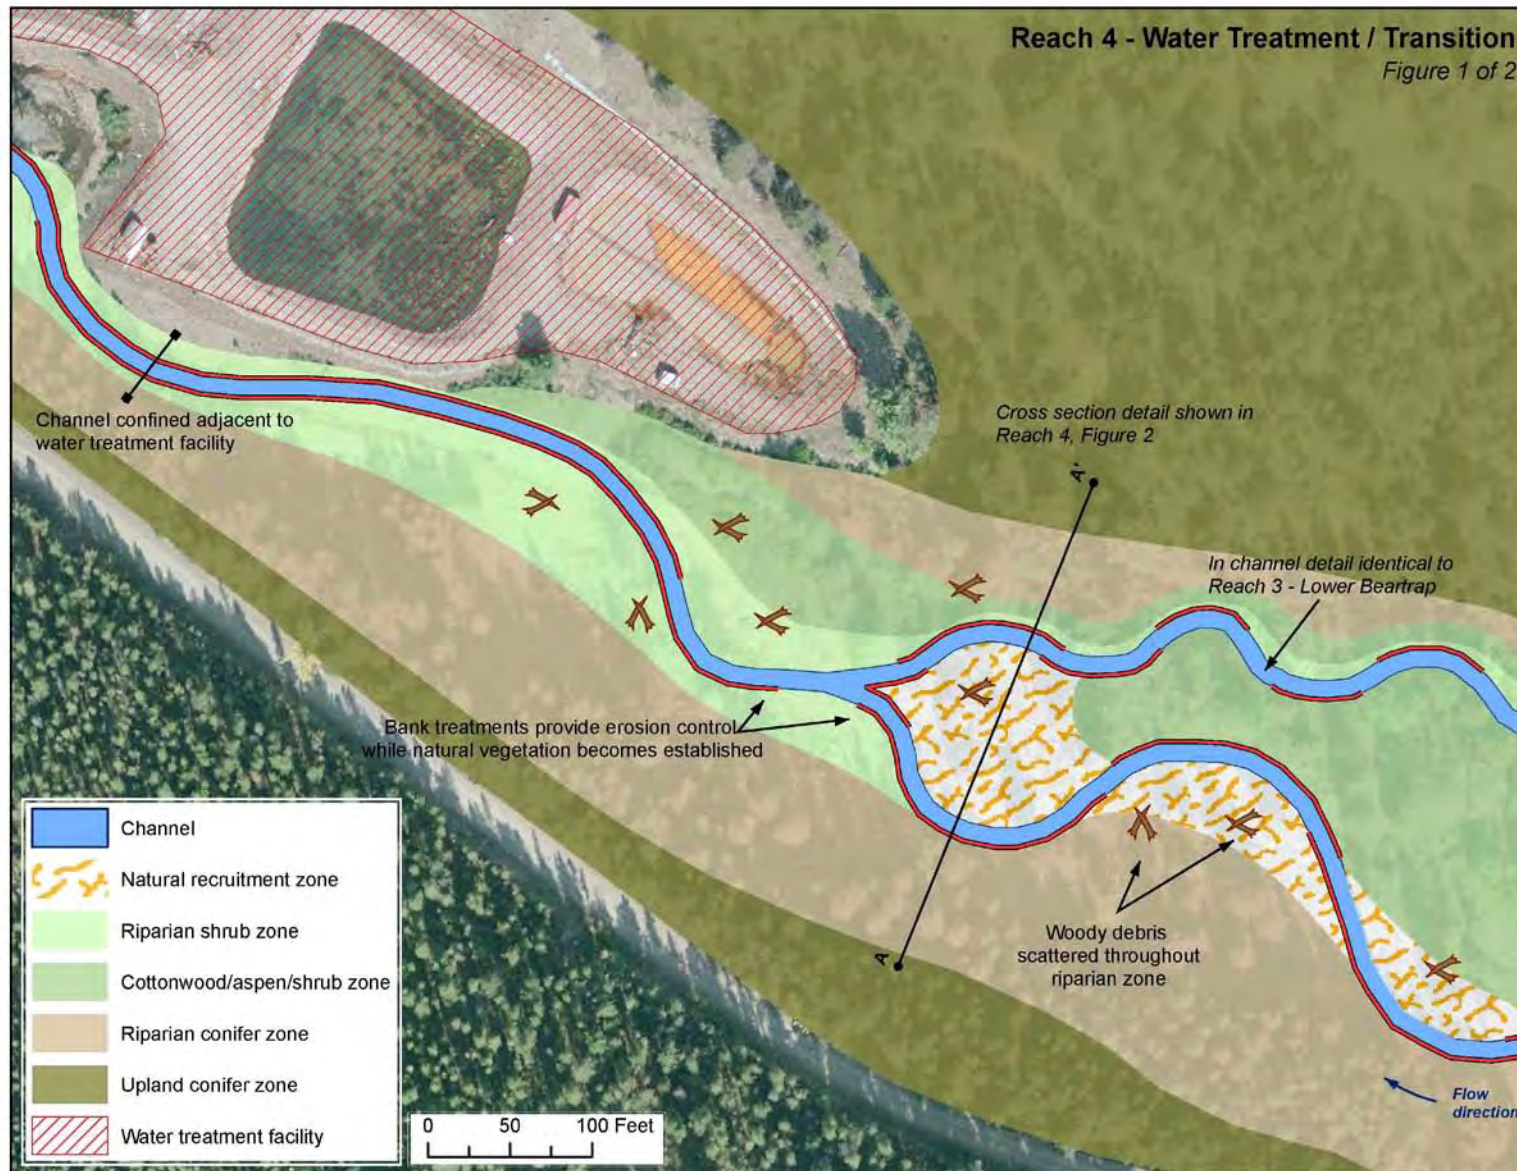 Reach 4 - Water Treatment / Transition
Figure 1 of 2
Channel confined adjacent to
water treatment facility
Cross section detail shown in
Reach 4, Figure 2
A'
In channel detail identical to
Reach 3 - Lower Beartrap
Bank treatments provide erosion control
while natural vegetation becomes established
Woody debris
scattered throughout
riparian zone
A
Channel
Natural recruitment zone
Riparian shrub zone
Cottonwood/aspen/shrub zone
Riparian conifer zone
Upland conifer zone
Water treatment facility
0 50 100 Feet
Flow
direction